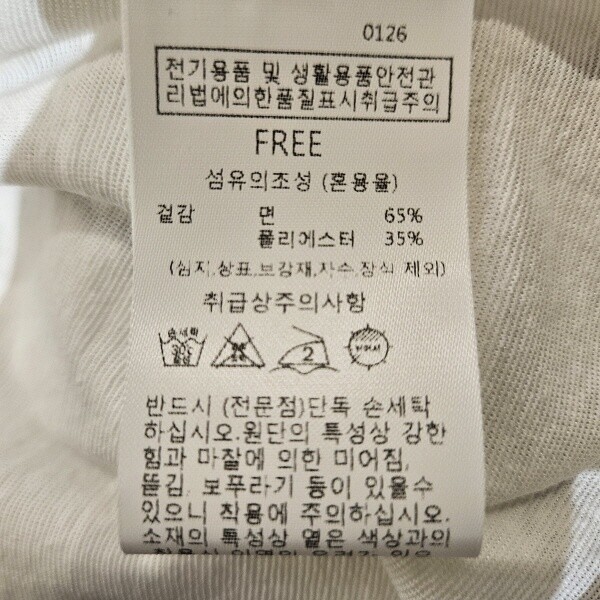 0126
전기용품 및 생활용품안전관
리법에의한품질표시취급주의
FREE
섬유의조성 (혼용율)
겉감 면 65%
폴리에스터 35%
(심지,상표,보강재,자수,장식 제외)
취급상주의사항
손세탁
30℃
중성
2
반드시 (전문점)단독 손세탁
하십시오.원단의 특성상 강한
힘과 마찰에 의한 미어짐,
뜯김, 보푸라기 등이 있을수
있으니 착용에 주의하십시오.
소재의 특성상 옅은 색상과의